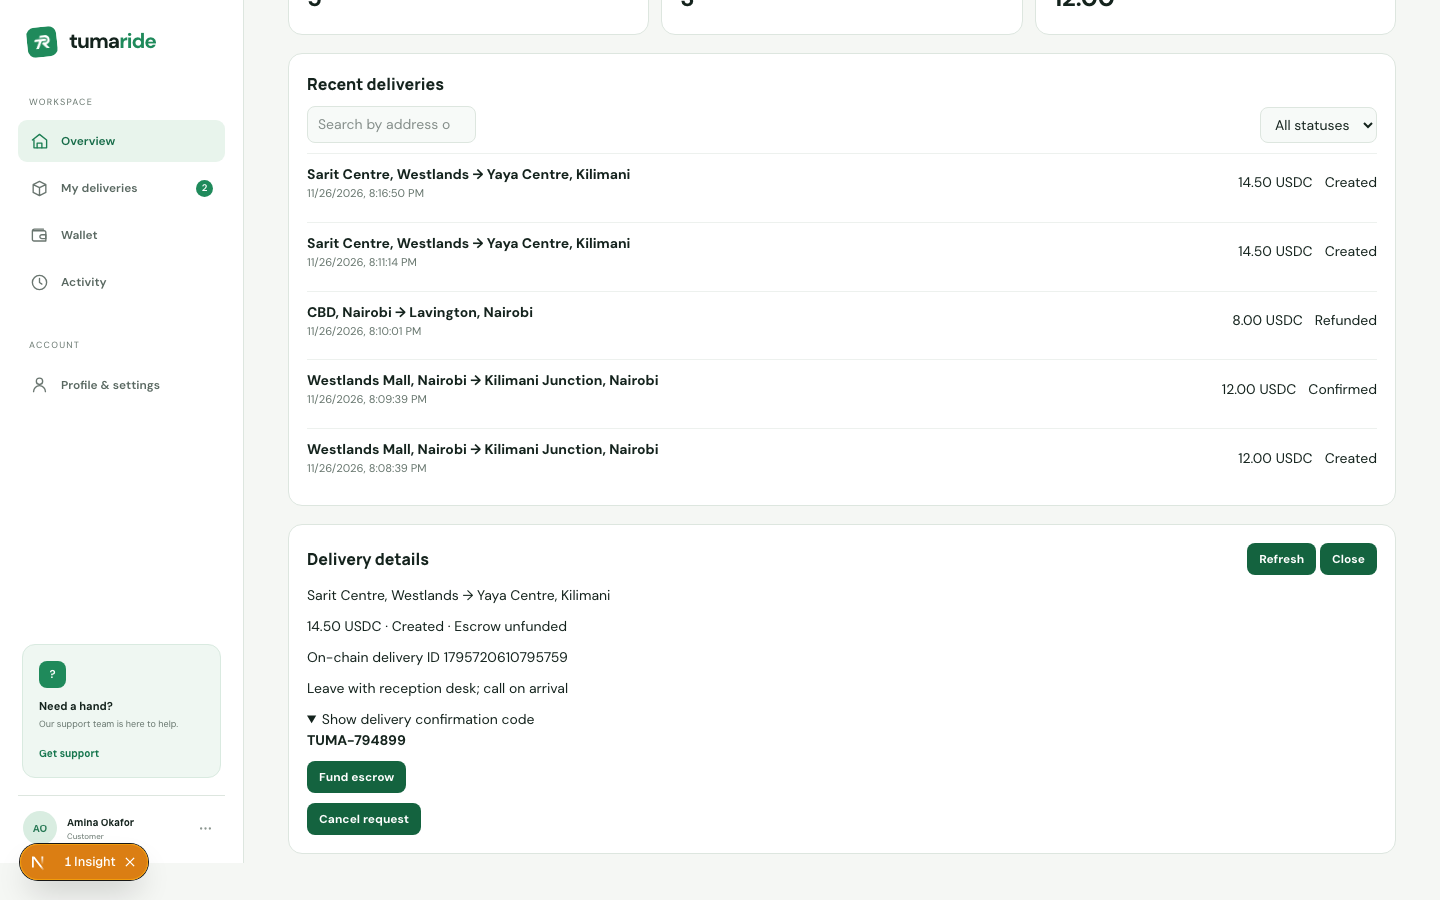 tumaride
WORKSPACE
Overview
My deliveries 2
Wallet
Activity
ACCOUNT
Profile & settings
?
Need a hand?
Our support team is here to help.
Get support
AO
Amina Okafor
Customer
1 Insight
Recent deliveries
Search by address o
All statuses
Sarit Centre, Westlands → Yaya Centre, Kilimani
11/26/2026, 8:16:50 PM
14.50 USDC Created
Sarit Centre, Westlands → Yaya Centre, Kilimani
11/26/2026, 8:11:14 PM
14.50 USDC Created
CBD, Nairobi → Lavington, Nairobi
11/26/2026, 8:10:01 PM
8.00 USDC Refunded
Westlands Mall, Nairobi → Kilimani Junction, Nairobi
11/26/2026, 8:09:39 PM
12.00 USDC Confirmed
Westlands Mall, Nairobi → Kilimani Junction, Nairobi
11/26/2026, 8:08:39 PM
12.00 USDC Created
Delivery details
Refresh Close
Sarit Centre, Westlands → Yaya Centre, Kilimani
14.50 USDC · Created · Escrow unfunded
On-chain delivery ID 1795720610795759
Leave with reception desk; call on arrival
▼ Show delivery confirmation code
TUMA-794899
Fund escrow
Cancel request